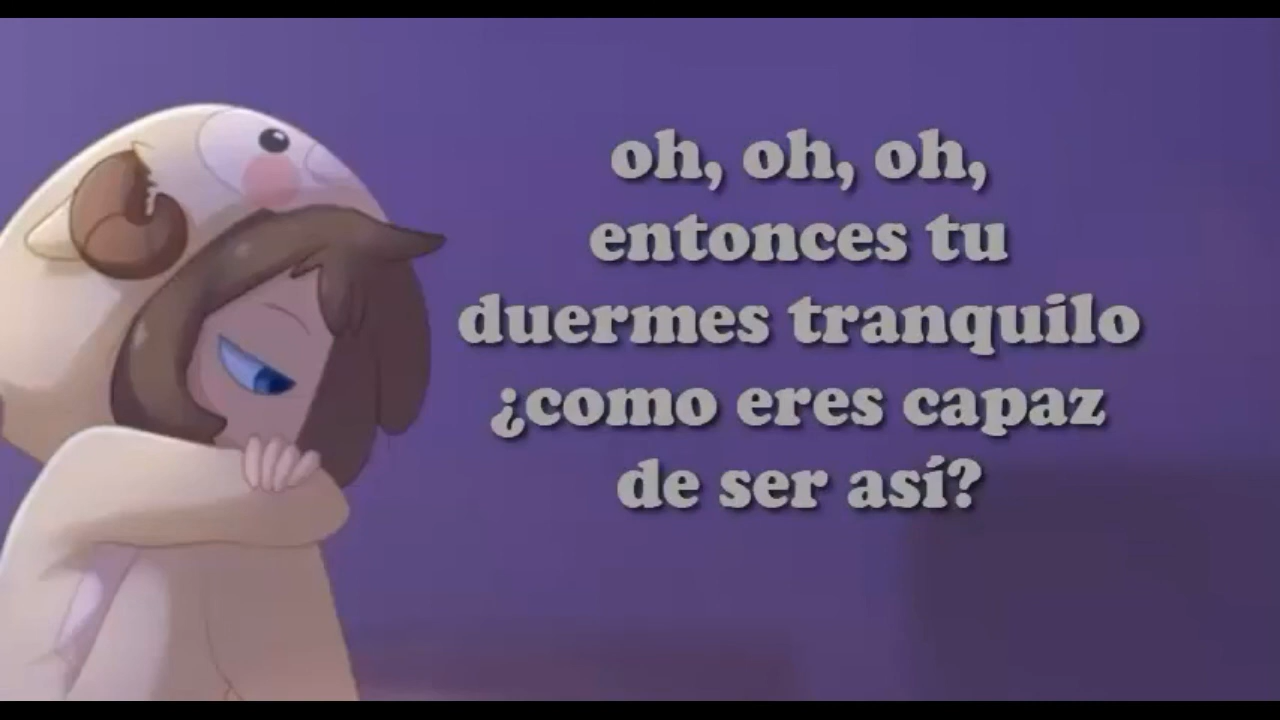 oh, oh, oh,
entonces tu
duermes tranquilo
¿como eres capaz
de ser así?